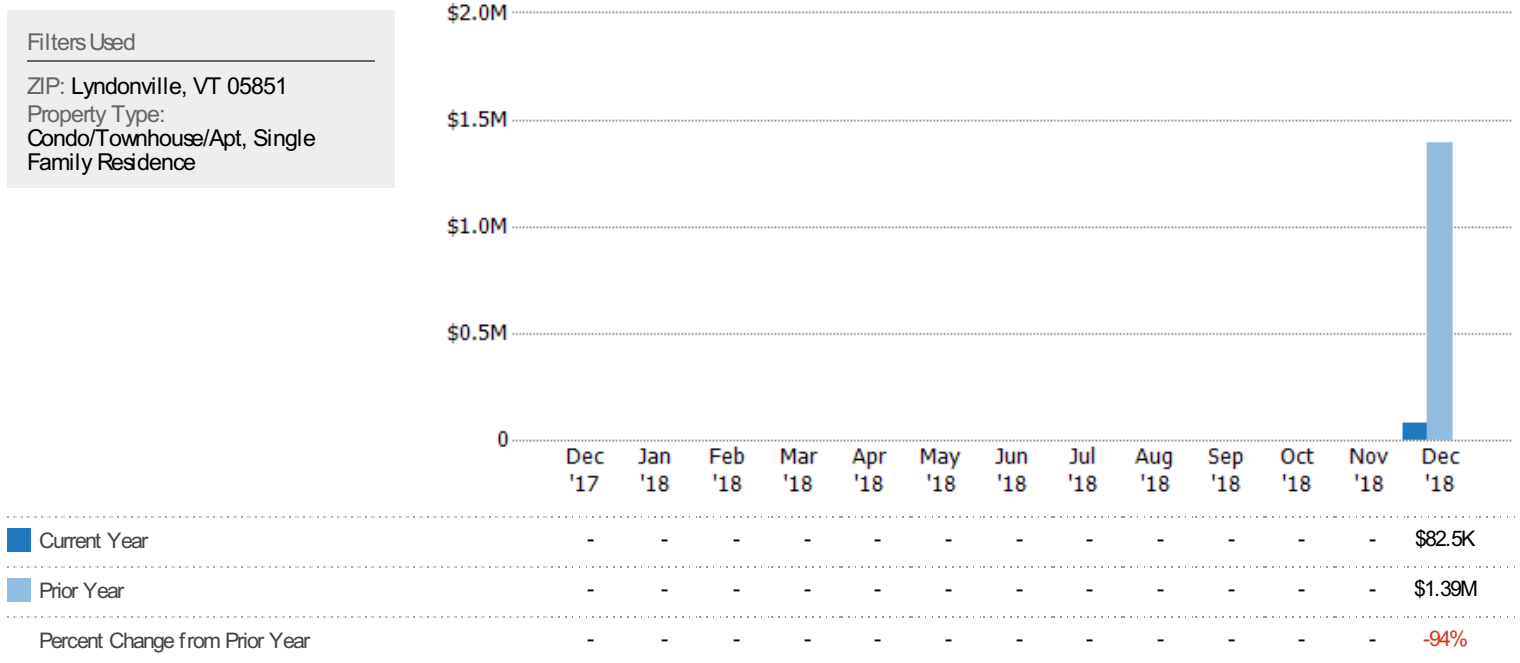 Filters Used
ZIP: Lyndonville, VT 05851
Property Type:
Condo/Townhouse/Apt, Single
Family Residence
$2.0M
$1.5M
$1.0M
$0.5M
0
Dec Jan Feb Mar Apr May Jun Jul Aug Sep Oct Nov Dec
'17 '18 '18 '18 '18 '18 '18 '18 '18 '18 '18 '18 '18
Current Year - - - - - - - - - - - - $82.5K
Prior Year - - - - - - - - - - - - $1.39M
Percent Change from Prior Year - - - - - - - - - - - - -94%